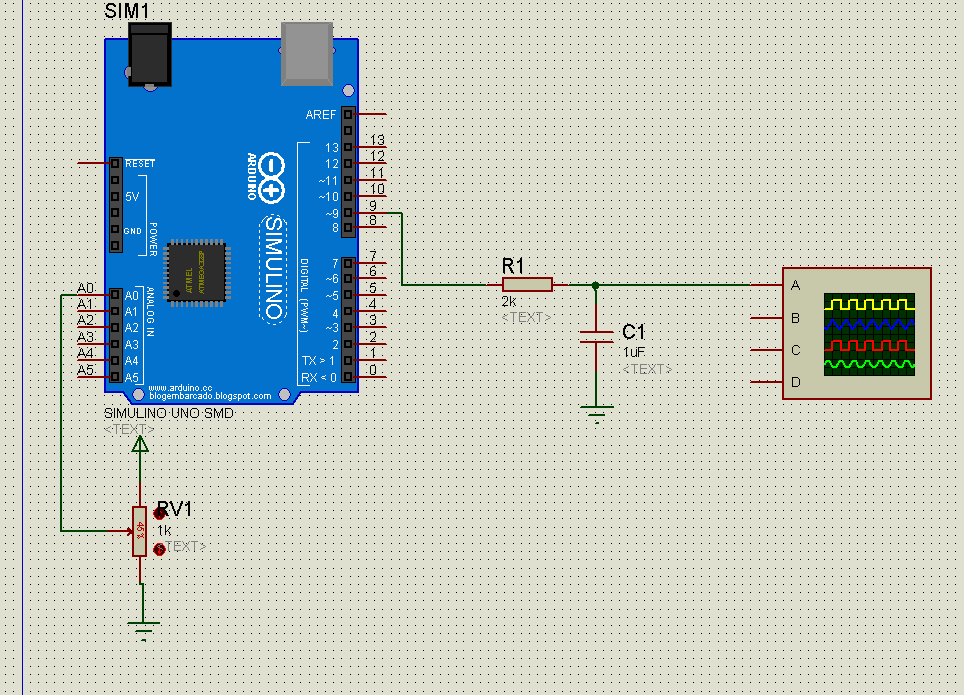 SIM1
AREF
13
13
12
12
~11
11
~10
10
~9
9
8
8
RESET
5V
GND
POWER
ARDUINO
SIMULINO
ATMEL
DIGITAL (PWM~)
7
7
~6
6
~5
5
4
4
~3
3
2
2
TX > 1
1
RX < 0
0
A0
A0
A1
A1
A2
A2
A3
A3
A4
A4
A5
A5
ANALOG IN
www.arduino.cc
blogembarcado.blogspot.com
SIMULINO UNO SMD
<TEXT>
R1
2k
<TEXT>
C1
1uF
<TEXT>
A
B
C
D
RV1
1k
<TEXT>